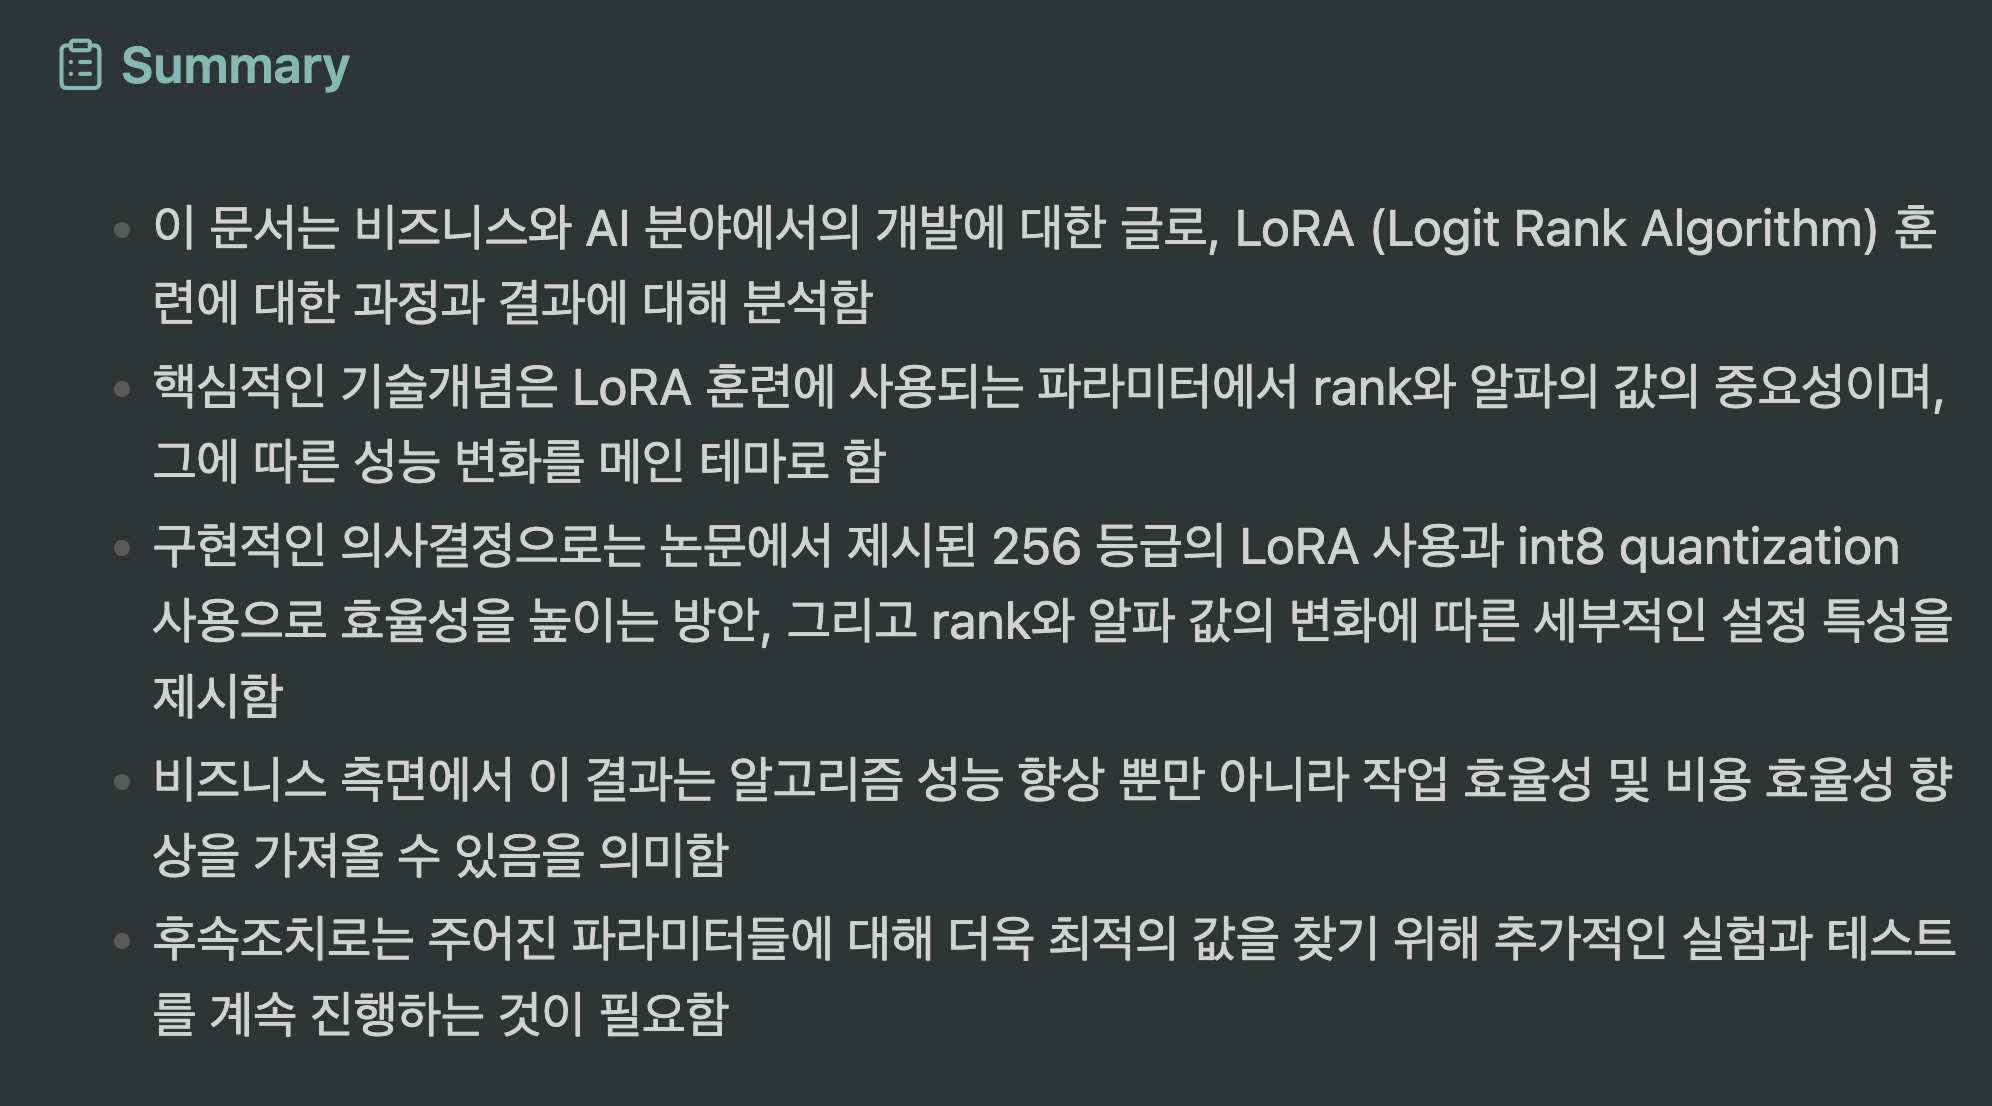 Summary
이 문서는 비즈니스와 AI 분야에서의 개발에 대한 글로, LoRA (Logit Rank Algorithm) 훈
련에 대한 과정과 결과에 대해 분석함
핵심적인 기술개념은 LoRA 훈련에 사용되는 파라미터에서 rank와 알파의 값의 중요성이며,
그에 따른 성능 변화를 메인 테마로 함
구현적인 의사결정으로는 논문에서 제시된 256 등급의 LoRA 사용과 int8 quantization
사용으로 효율성을 높이는 방안, 그리고 rank와 알파 값의 변화에 따른 세부적인 설정 특성을
제시함
비즈니스 측면에서 이 결과는 알고리즘 성능 향상 뿐만 아니라 작업 효율성 및 비용 효율성 향
상을 가져올 수 있음을 의미함
후속조치로는 주어진 파라미터들에 대해 더욱 최적의 값을 찾기 위해 추가적인 실험과 테스트
를 계속 진행하는 것이 필요함